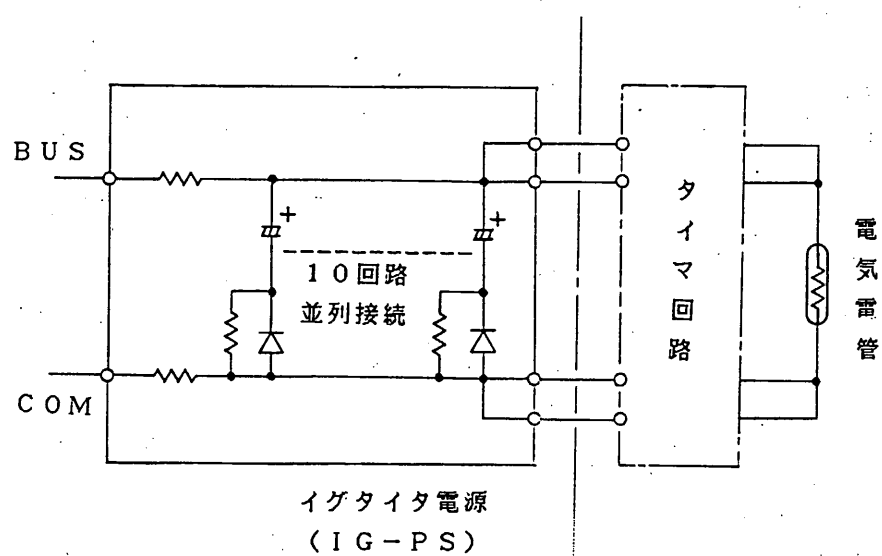 BUS
COM
10回路
並列接続
タイマ回路
電気雷管
イグタイタ電源
(IG-PS)